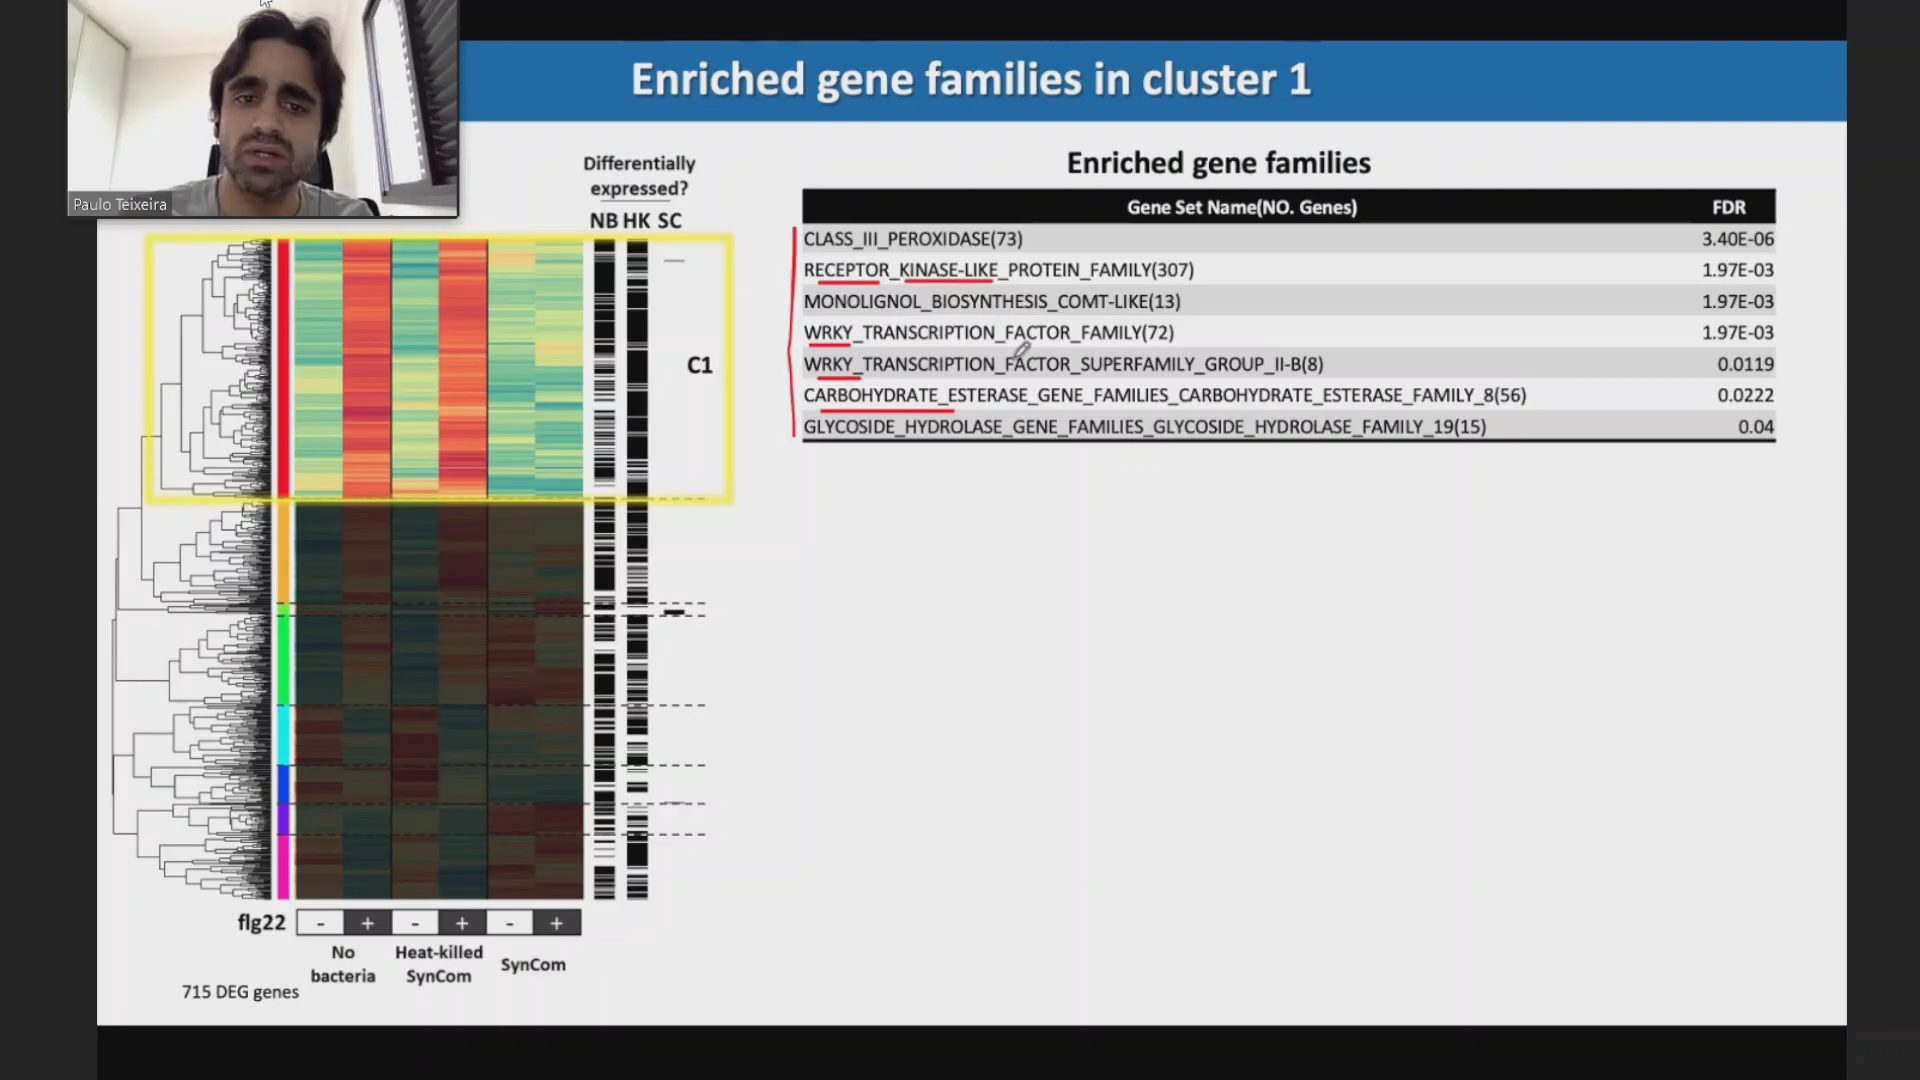 Enriched gene families in cluster 1
Paulo Teixeira
Differentially
expressed?
NB HK SC
C1
flg22
- + - + - +
No
bacteria
Heat-killed
SynCom
SynCom
715 DEG genes
Enriched gene families
Gene Set Name(NO. Genes) FDR
CLASS_III_PEROXIDASE(73) 3.40E-06
RECEPTOR_KINASE-LIKE_PROTEIN_FAMILY(307) 1.97E-03
MONOLIGNOL_BIOSYNTHESIS_COMT-LIKE(13) 1.97E-03
WRKY_TRANSCRIPTION_FACTOR_FAMILY(72) 1.97E-03
WRKY_TRANSCRIPTION_FACTOR_SUPERFAMILY_GROUP_II-B(8) 0.0119
CARBOHYDRATE_ESTERASE_GENE_FAMILIES_CARBOHYDRATE_ESTERASE_FAMILY_8(56) 0.0222
GLYCOSIDE_HYDROLASE_GENE_FAMILIES_GLYCOSIDE_HYDROLASE_FAMILY_19(15) 0.04